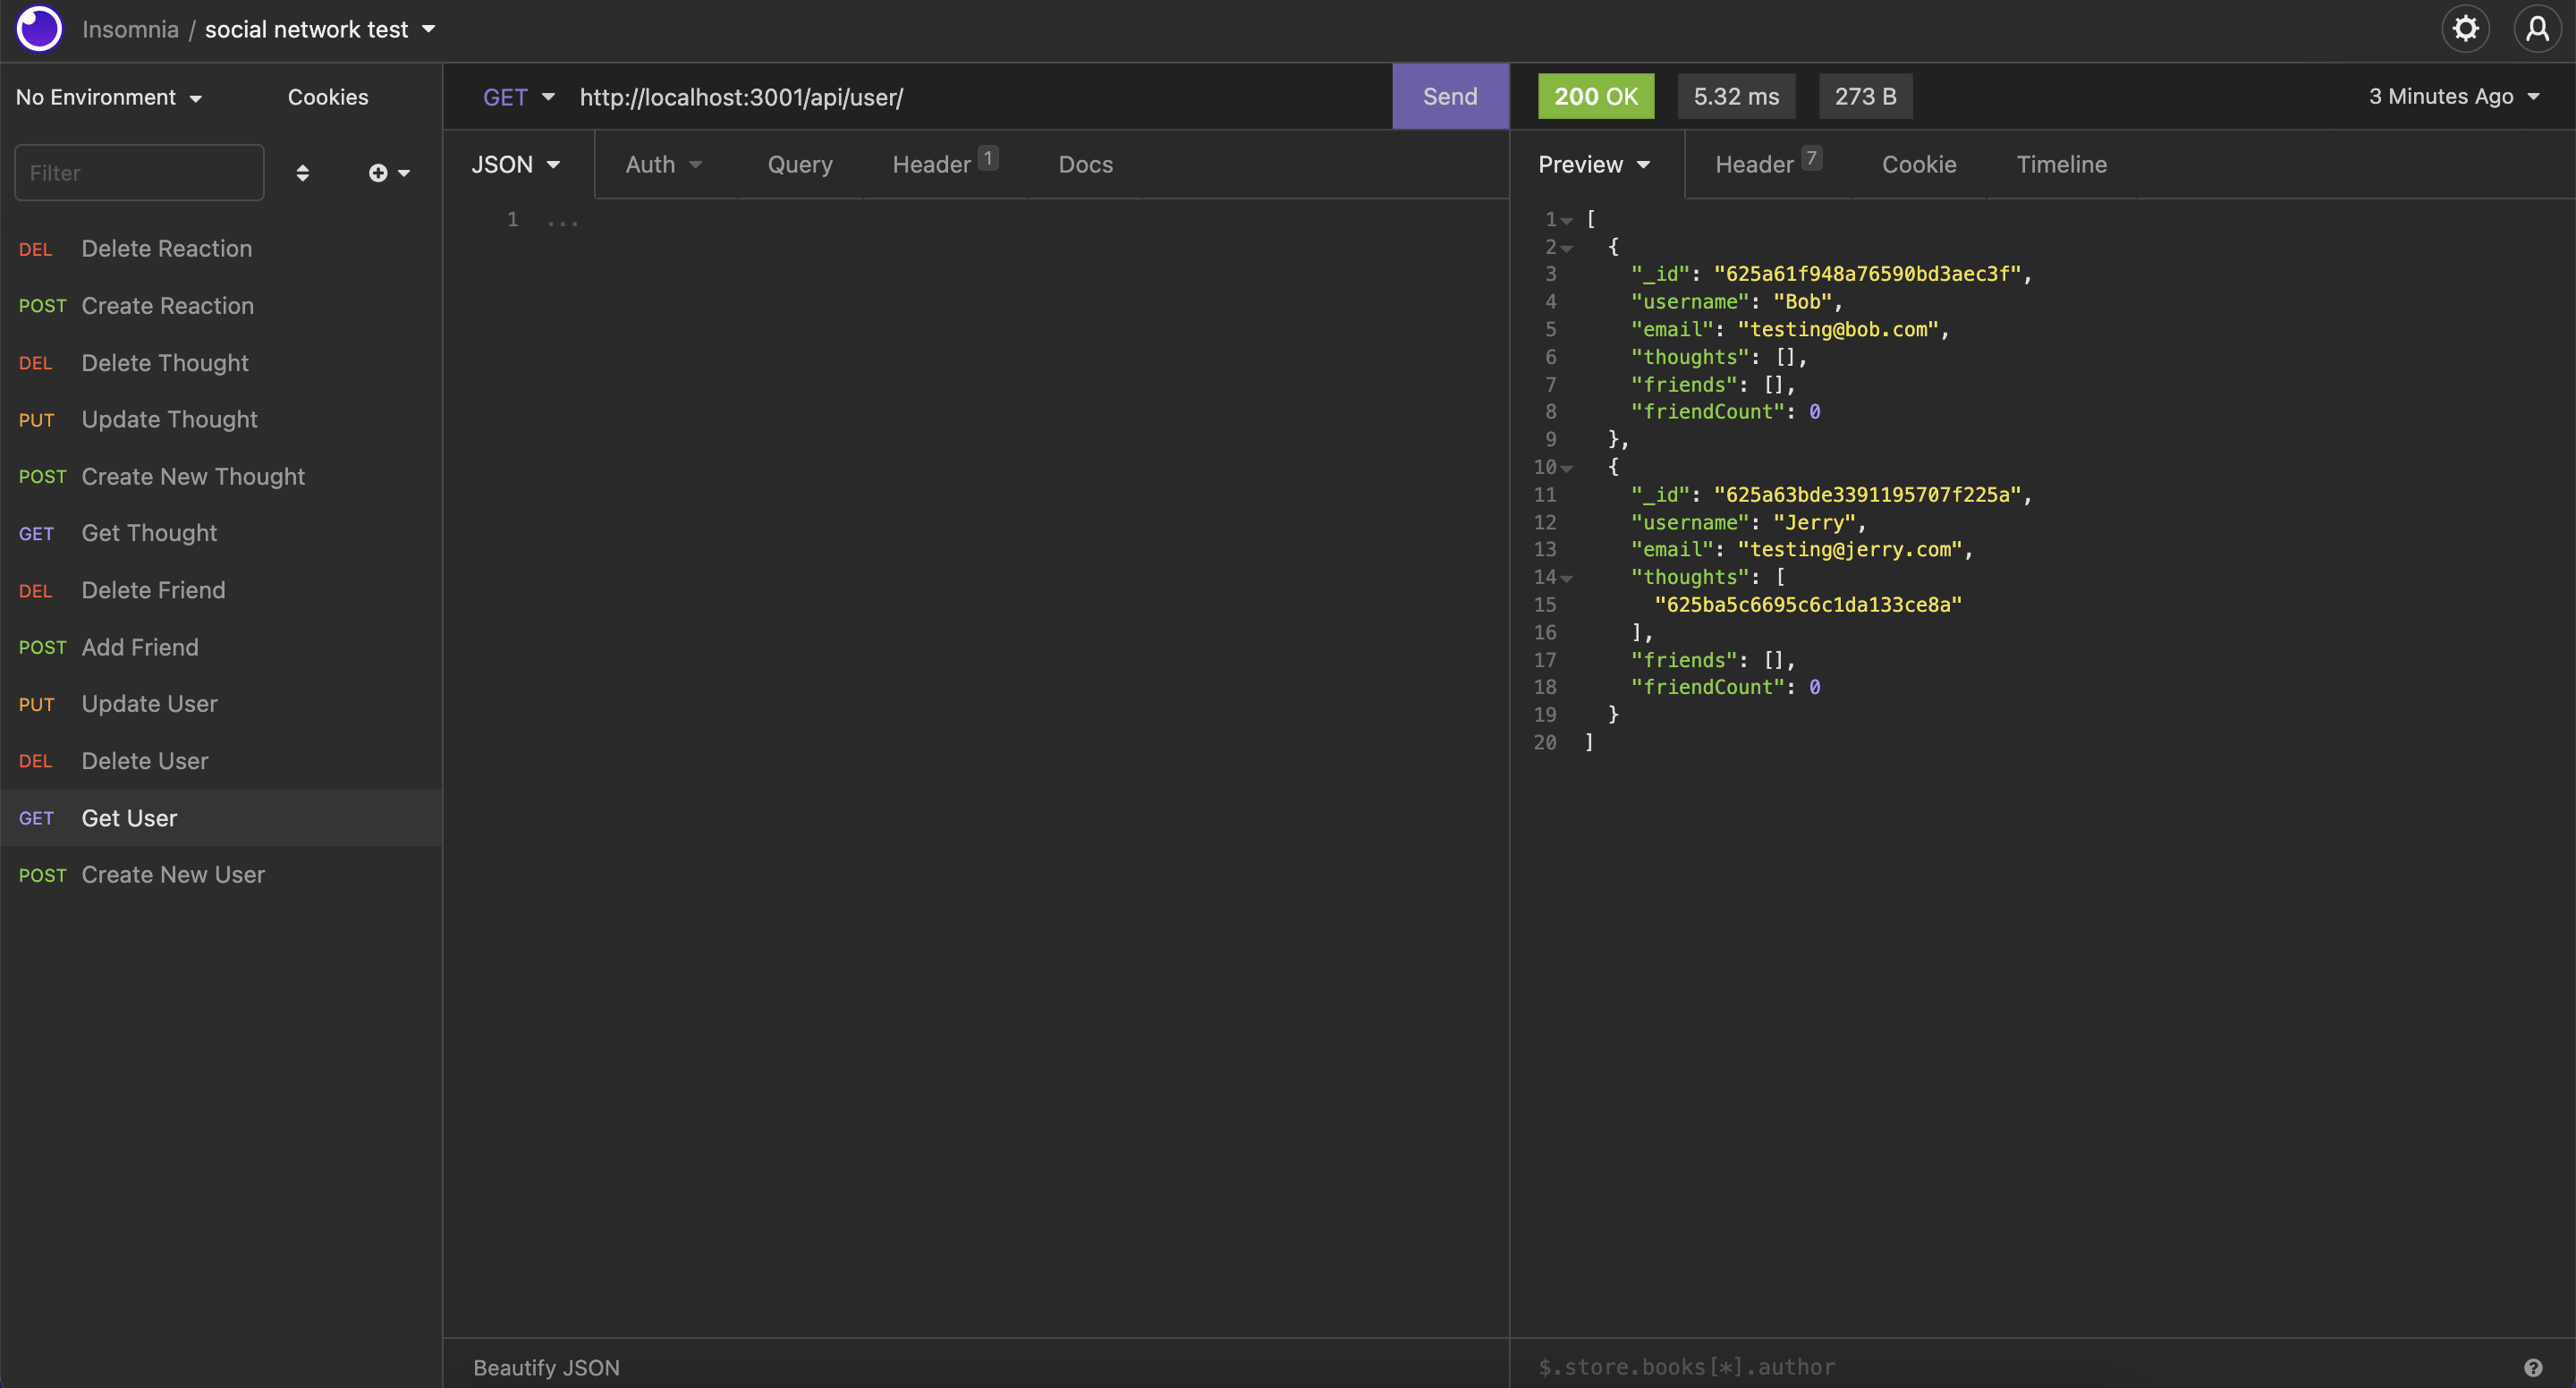 Insomnia / social network test
No Environment
Cookies
Filter
DEL Delete Reaction
POST Create Reaction
DEL Delete Thought
PUT Update Thought
POST Create New Thought
GET Get Thought
DEL Delete Friend
POST Add Friend
PUT Update User
DEL Delete User
GET Get User
POST Create New User
GET http://localhost:3001/api/user/
Send
JSON Auth Query Header 1 Docs
1 ...
Beautify JSON
200 OK 5.32 ms 273 B 3 Minutes Ago
Preview Header 7 Cookie Timeline
1 [
2 {
3 "_id": "625a61f948a76590bd3aec3f",
4 "username": "Bob",
5 "email": "testing@bob.com",
6 "thoughts": [],
7 "friends": [],
8 "friendCount": 0
9 },
10 {
11 "_id": "625a63bde3391195707f225a",
12 "username": "Jerry",
13 "email": "testing@jerry.com",
14 "thoughts": [
15 "625ba5c6695c6c1da133ce8a"
16 ],
17 "friends": [],
18 "friendCount": 0
19 }
20 ]
$.store.books[*].author